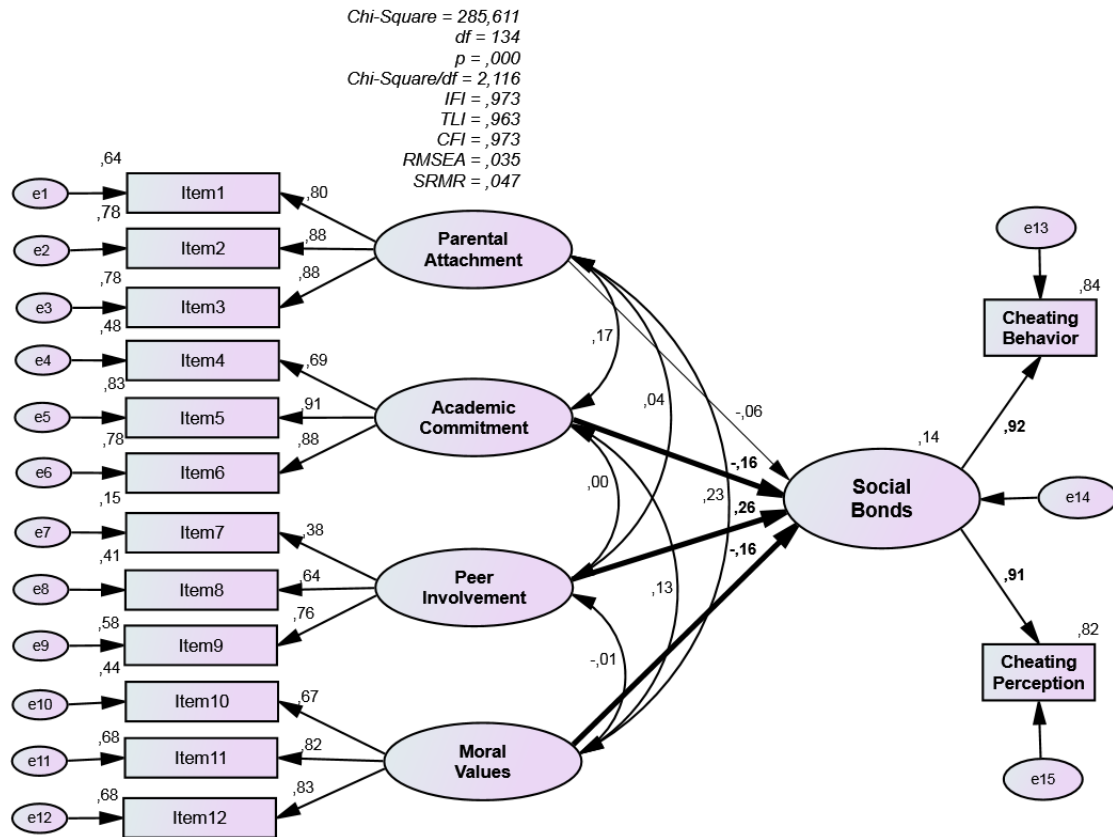 Chi-Square = 285,611
df = 134
p = ,000
Chi-Square/df = 2,116
IFI = ,973
TLI = ,963
CFI = ,973
RMSEA = ,035
SRMR = ,047
,64
e1
Item1
,80
,78
e2
Item2
,88
,78
e3
Item3
,88
Parental
Attachment
,48
e4
Item4
,69
,83
e5
Item5
,91
,78
e6
Item6
,88
Academic
Commitment
,15
e7
Item7
,38
,41
e8
Item8
,64
,58
e9
Item9
,76
Peer
Involvement
,44
e10
Item10
,67
,68
e11
Item11
,82
,68
e12
Item12
,83
Moral
Values
,17
,04
-,06
,00
-,16
,23
,26
-,16
,13
-,01
,14
Social
Bonds
e14
e13
,84
Cheating
Behavior
,92
,91
,82
Cheating
Perception
e15